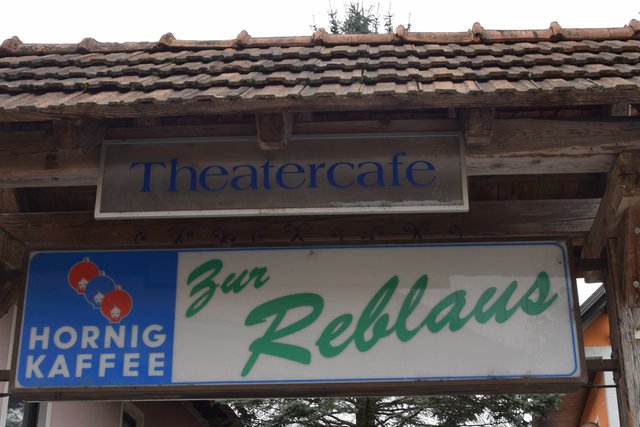 Theatercafe
HORNIG
KAFFEE
Zur
Reblaus